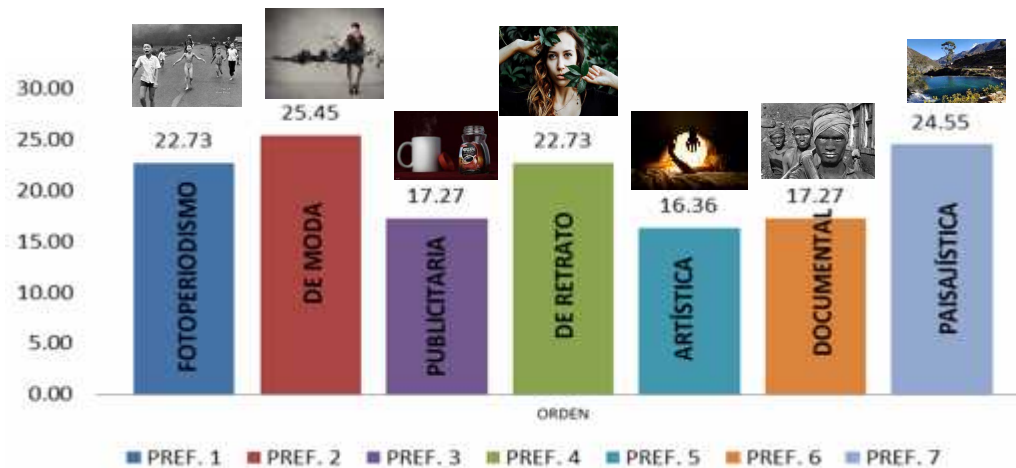 30.00
25.00
20.00
15.00
10.00
5.00
0.00
22.73
25.45
17.27
22.73
16.36
17.27
24.55
FOTOPERIODISMO
DE MODA
PUBLICITARIA
DE RETRATO
ARTÍSTICA
DOCUMENTAL
PAISAJÍSTICA
ORDEN
PREF. 1 PREF. 2 PREF. 3 PREF. 4 PREF. 5 PREF. 6 PREF. 7